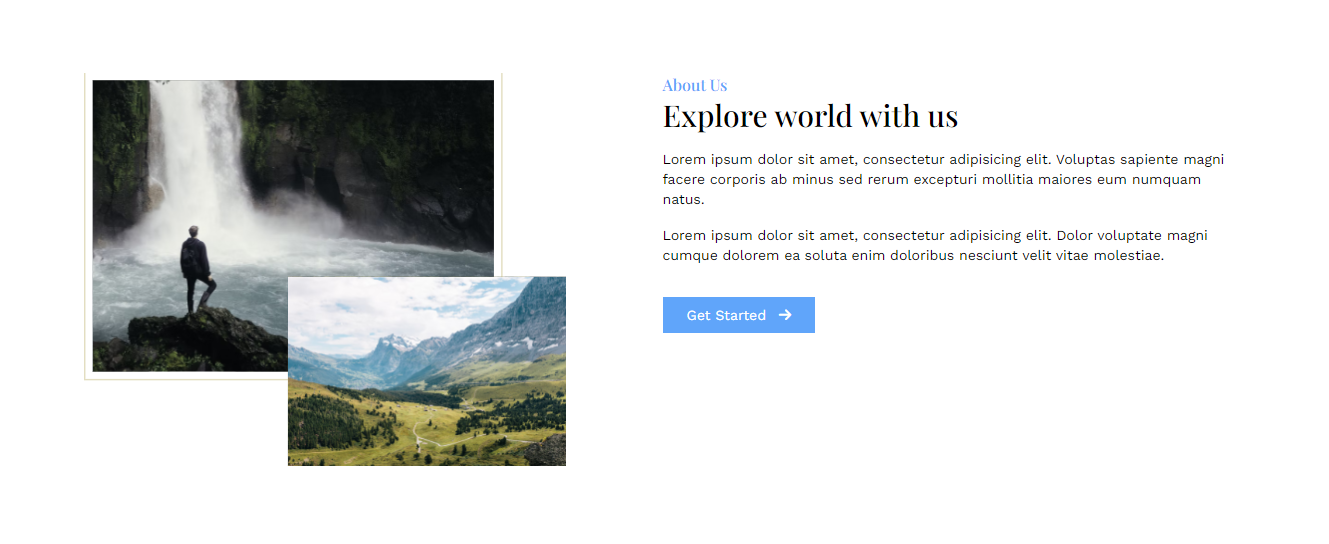 About Us
Explore world with us
Lorem ipsum dolor sit amet, consectetur adipisicing elit. Voluptas sapiente magni
facere corporis ab minus sed rerum excepturi mollitia maiores eum numquam
natus.
Lorem ipsum dolor sit amet, consectetur adipisicing elit. Dolor voluptate magni
cumque dolorem ea soluta enim doloribus nesciunt velit vitae molestiae.
Get Started